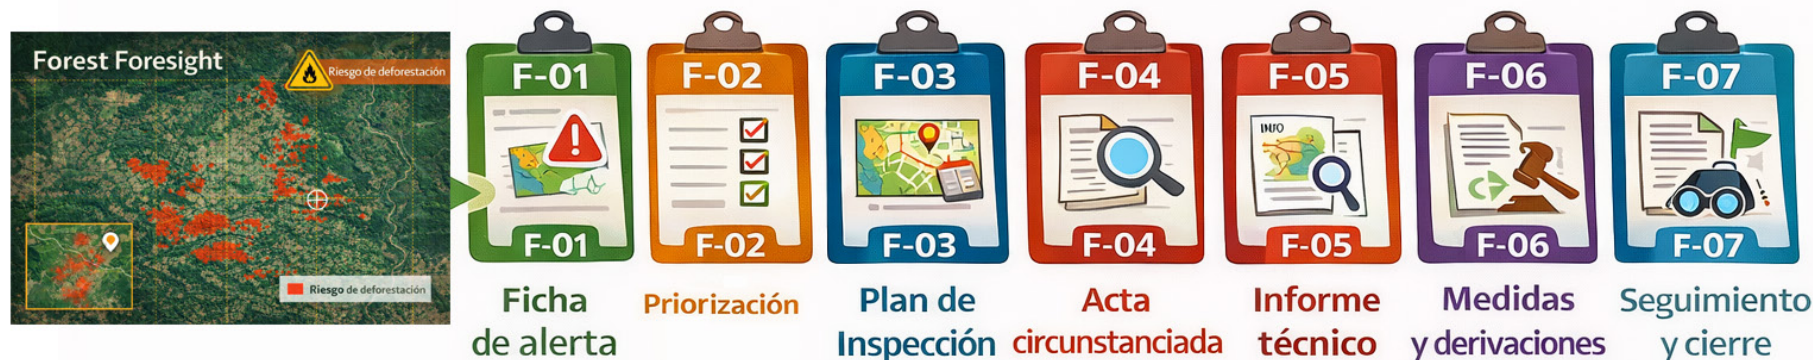 Forest Foresight
Riesgo de deforestación
Riesgo de deforestación
F-01
F-01
Ficha
de alerta
F-02
F-02
Priorización
F-03
F-03
Plan de
Inspección
F-04
F-04
Acta
circunstanciada
F-05
INFO
F-05
Informe
técnico
F-06
F-06
Medidas
y derivaciones
F-07
F-07
Seguimiento
y cierre